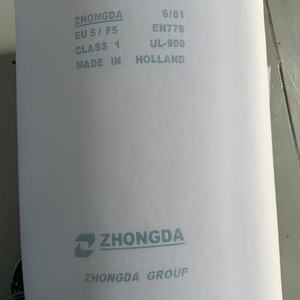 ZHONGDA 6/81
EU 5 / F5 EN779
CLASS 1 UL-900
MADE IN HOLLAND
ZHONGDA
ZHONGDA GROUP